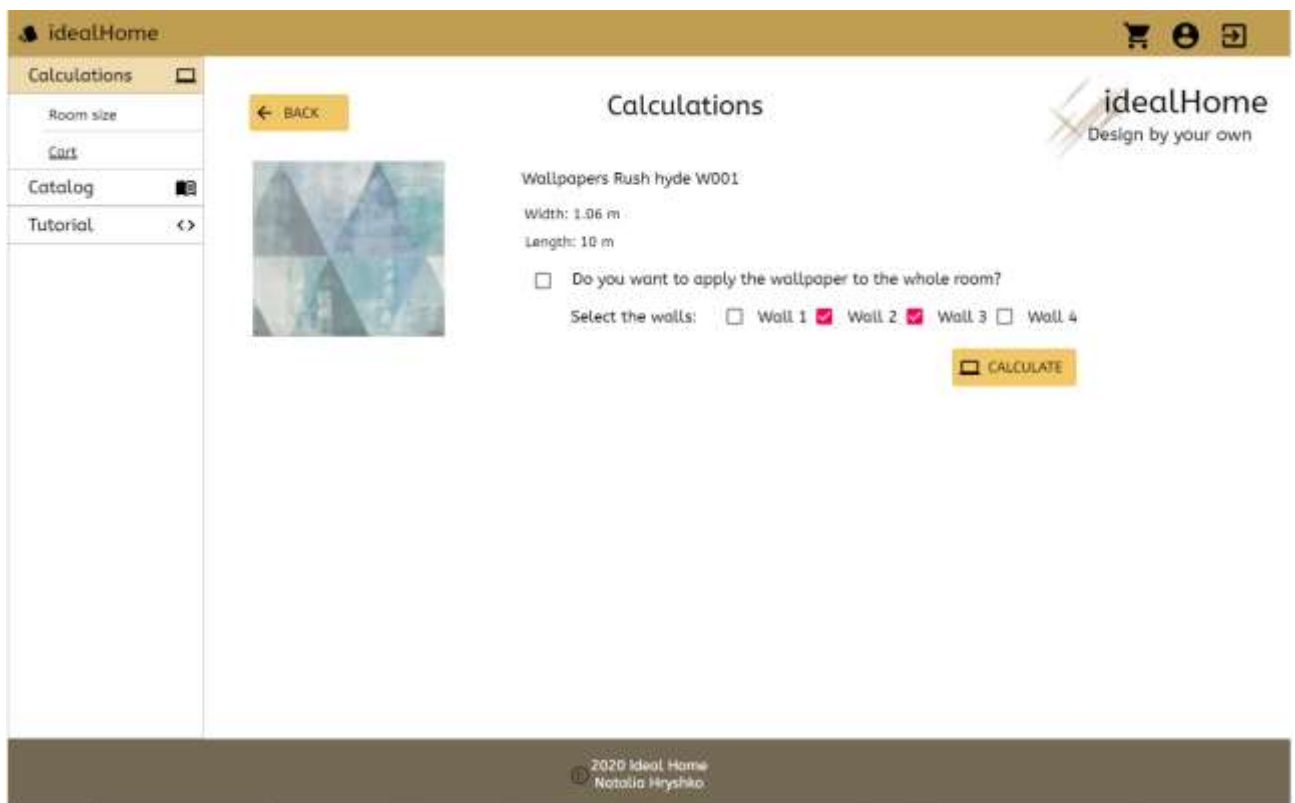 idealHome
Calculations
Room size
Cart
Catalog
Tutorial
BACK
Calculations
idealHome
Design by your own
Wallpapers Rush hyde W001
Width: 1.06 m
Length: 10 m
Do you want to apply the wallpaper to the whole room?
Select the walls: Wall 1 Wall 2 Wall 3 Wall 4
CALCULATE
2020 Ideal Home
Natalia Hryshko